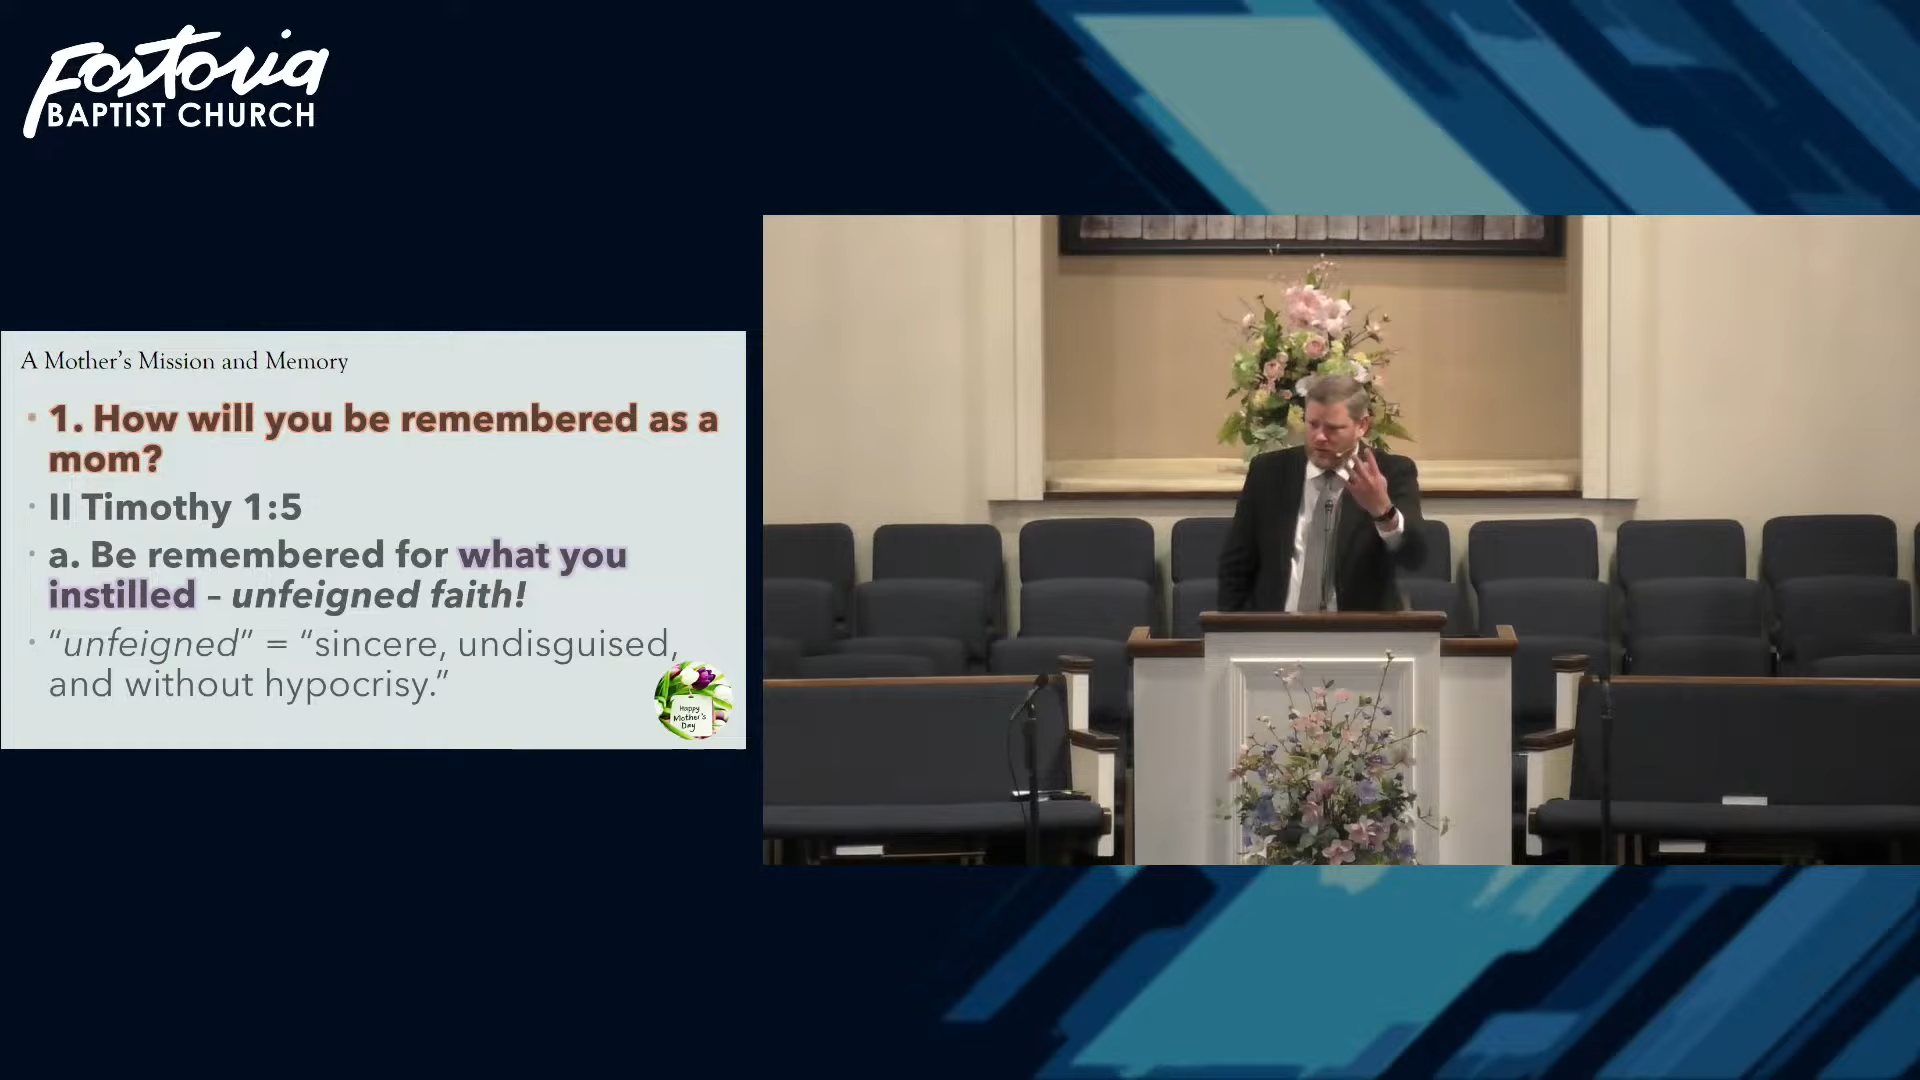 Fostoria
BAPTIST CHURCH
A Mother's Mission and Memory
1. How will you be remembered as a
mom?
II Timothy 1:5
a. Be remembered for what you
instilled – unfeigned faith!
"unfeigned" = "sincere, undisguised,
and without hypocrisy."
Happy
Mother's
Day